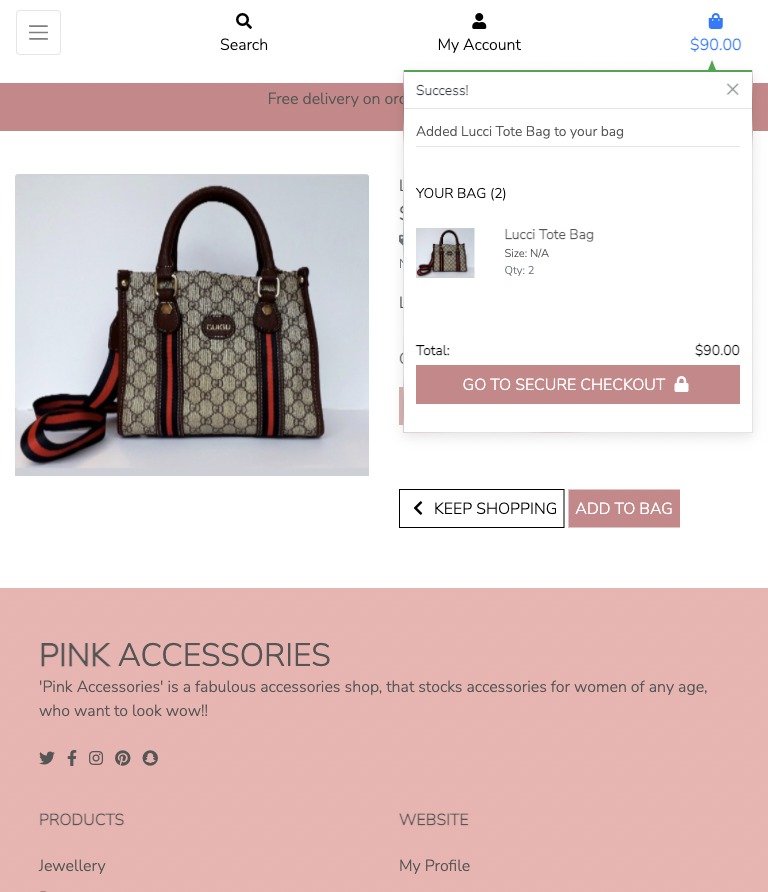 Search
My Account
$90.00
Free delivery on
Success!
Added Lucci Tote Bag to your bag
YOUR BAG (2)
Lucci Tote Bag
Size: N/A
Qty: 2
Total:
$90.00
GO TO SECURE CHECKOUT
KEEP SHOPPING
ADD TO BAG
PINK ACCESSORIES
'Pink Accessories' is a fabulous accessories shop, that stocks accessories for women of any age,
who want to look wow!!
PRODUCTS
WEBSITE
Jewellery
My Profile